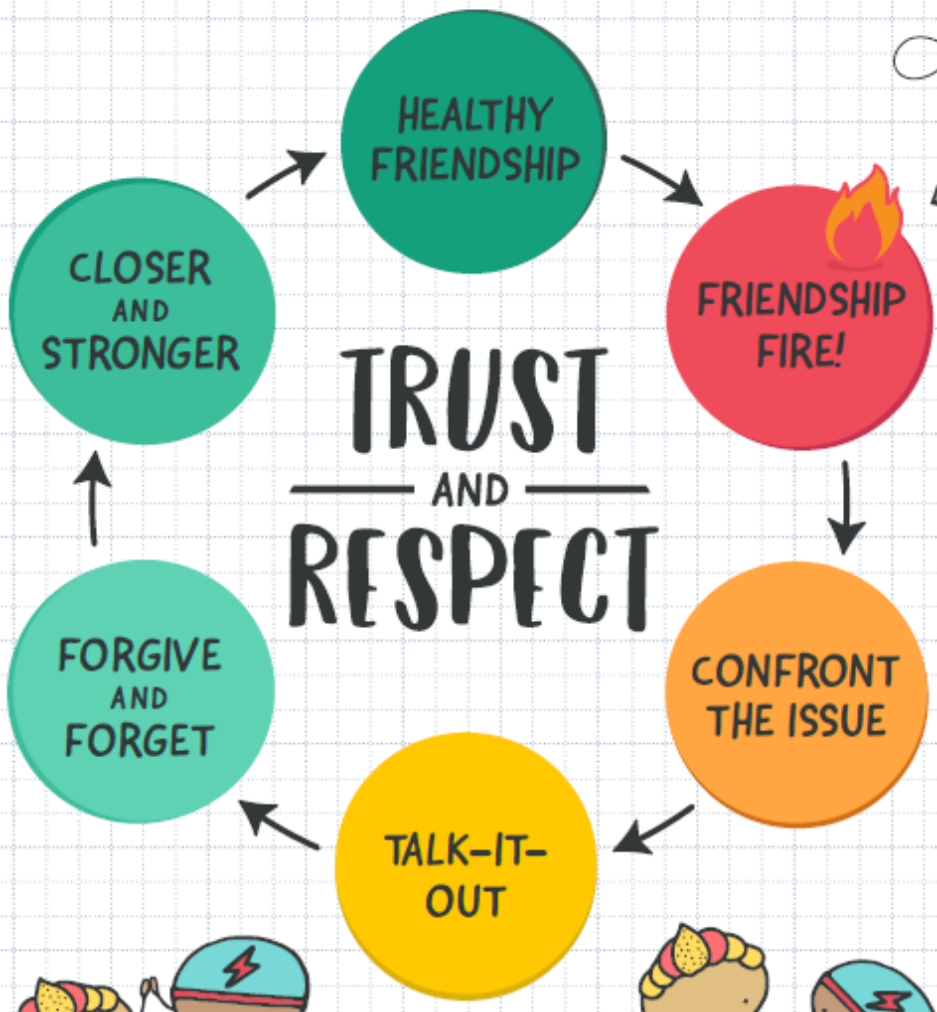 HEALTHY
FRIENDSHIP
FRIENDSHIP
FIRE!
CONFRONT
THE ISSUE
TALK-IT-
OUT
FORGIVE
AND
FORGET
CLOSER
AND
STRONGER
TRUST
AND
RESPECT